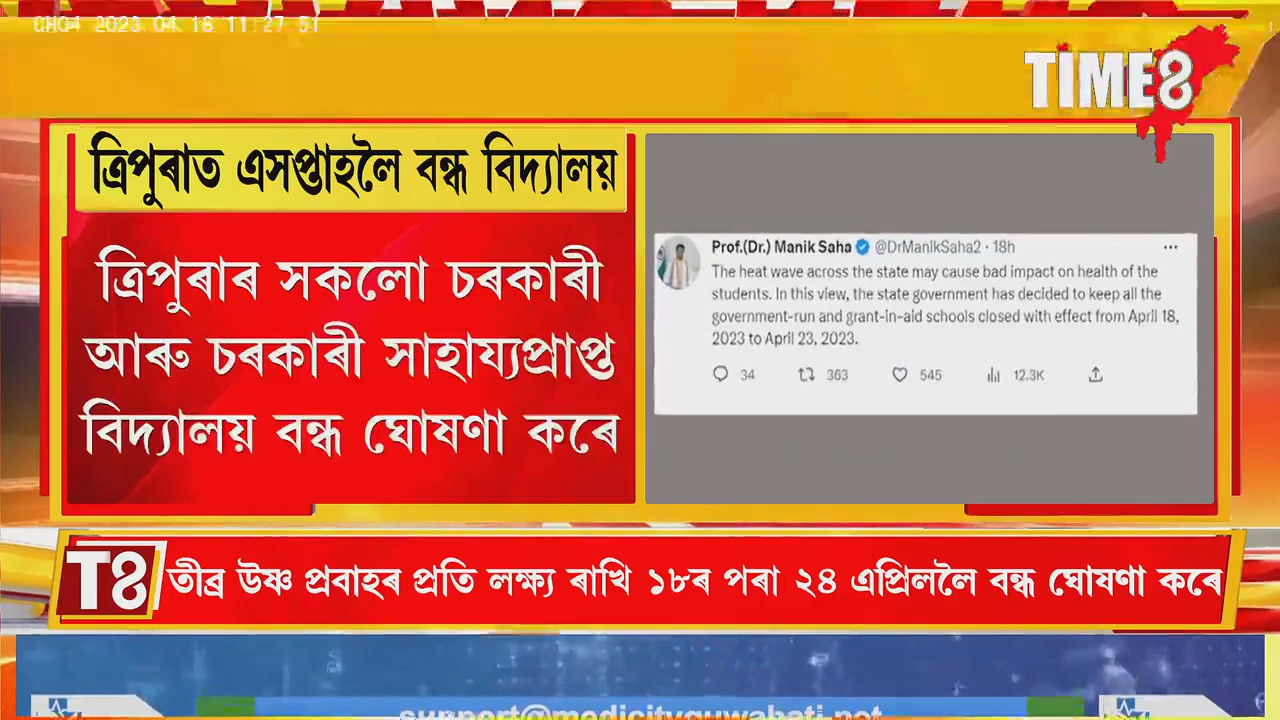 CH04 2023 04 18 11:27:51
TIME8
ত্ৰিপুৰাত এসপ্তাহলৈ বন্ধ বিদ্যালয়
ত্ৰিপুৰাৰ সকলো চৰকাৰী
আৰু চৰকাৰী সাহায্যপ্ৰাপ্ত
বিদ্যালয় বন্ধ ঘোষণা কৰে
Prof.(Dr.) Manik Saha @DrManikSaha2 · 18h
The heat wave across the state may cause bad impact on health of the
students. In this view, the state government has decided to keep all the
government-run and grant-in-aid schools closed with effect from April 18,
2023 to April 23, 2023.
34 363 545 12.3K
T8 তীব্ৰ উষ্ণ প্ৰবাহৰ প্ৰতি লক্ষ্য ৰাখি ১৮ৰ পৰা ২৪ এপ্ৰিললৈ বন্ধ ঘোষণা কৰে
support@medicityguwahati.net